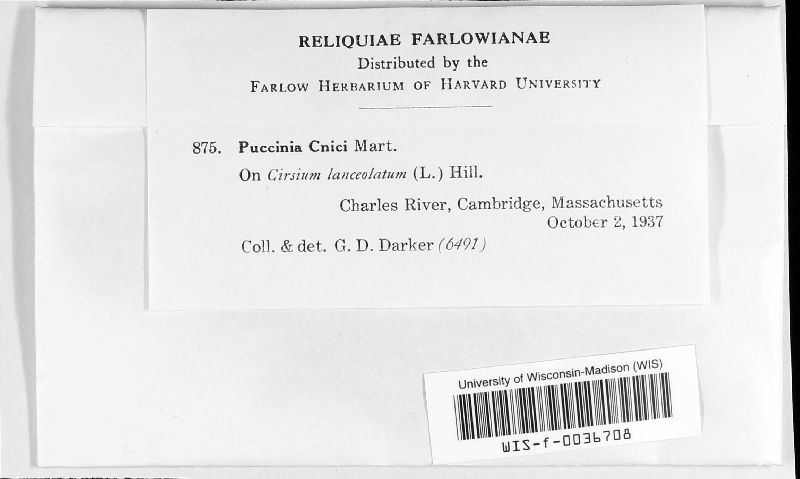 RELIQUIAE FARLOWIANAE
Distributed by the
FARLOW HERBARIUM OF HARVARD UNIVERSITY
875. Puccinia Cnici Mart.
On Cirsium lanceolatum (L.) Hill.
Charles River, Cambridge, Massachusetts
October 2, 1937
Coll. & det. G. D. Darker (6491)
University of Wisconsin-Madison (WIS)
WIS-f-0036708